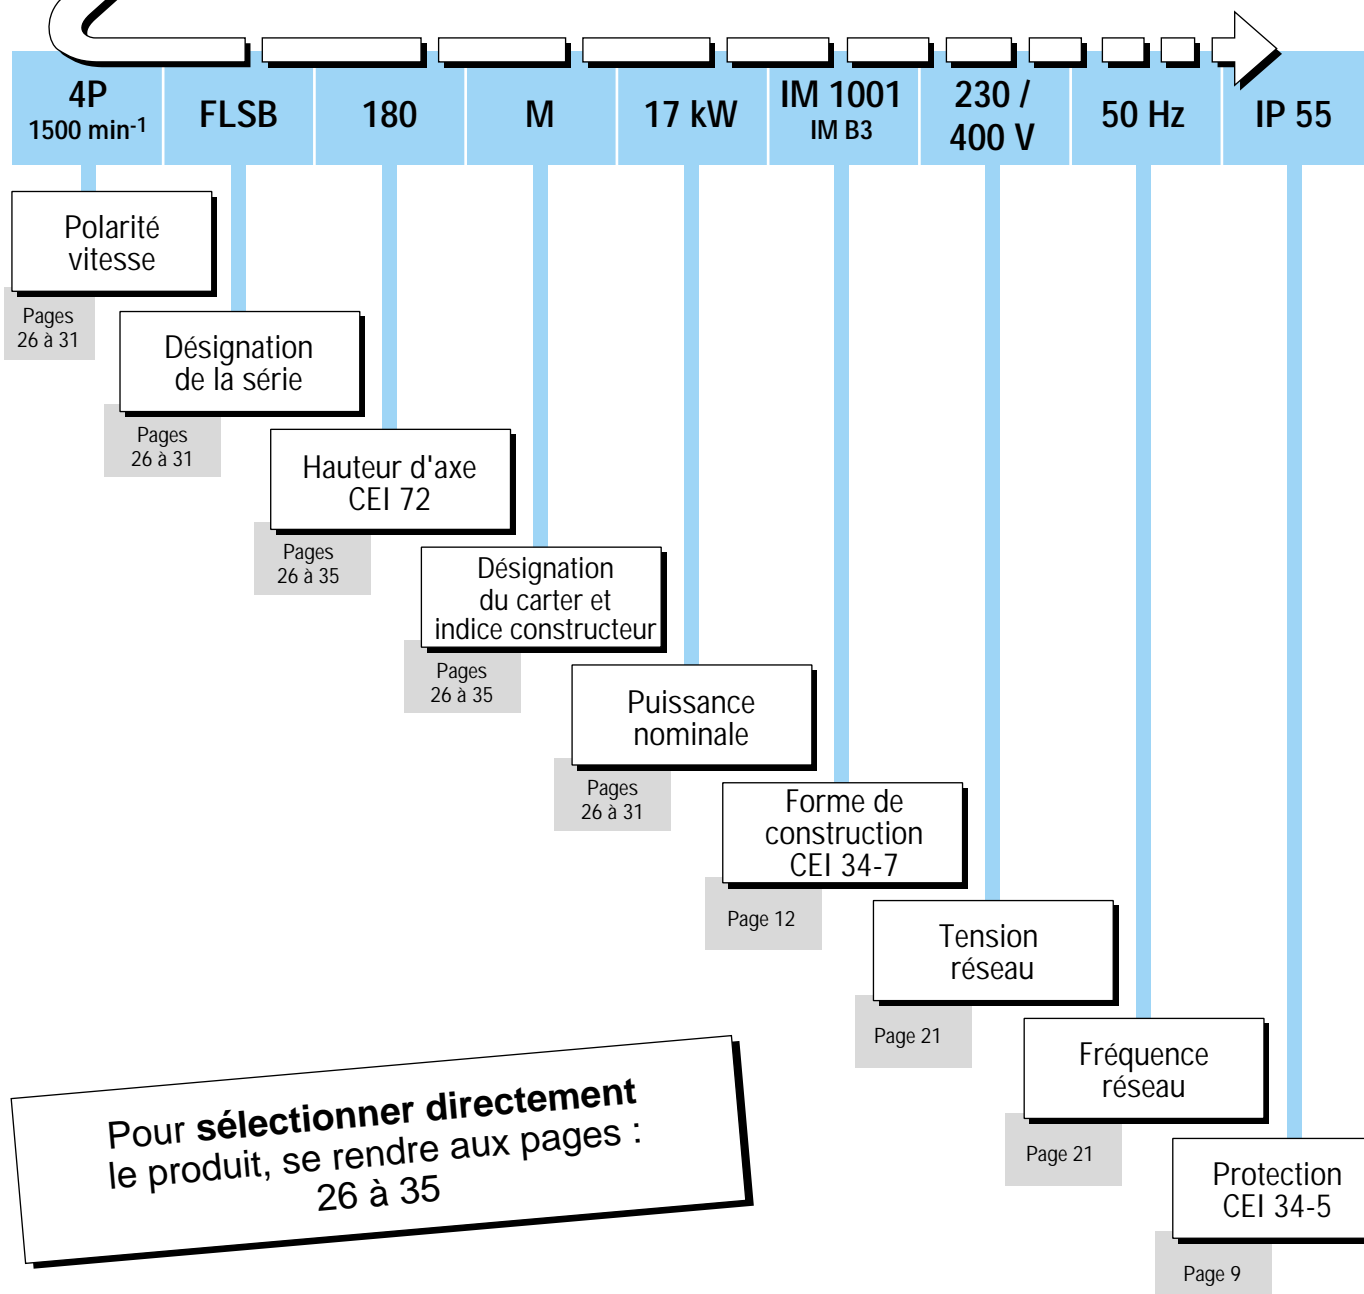 4P
1500 min-1
FLSB
180
M
17 kW
IM 1001
IM B3
230 /
400 V
50 Hz
IP 55
Polarité
vitesse
Pages
26 à 31
Désignation
de la série
Pages
26 à 31
Hauteur d'axe
CEI 72
Pages
26 à 35
Désignation
du carter et
indice constructeur
Pages
26 à 35
Puissance
nominale
Pages
26 à 31
Forme de
construction
CEI 34-7
Page 12
Tension
réseau
Page 21
Fréquence
réseau
Page 21
Protection
CEI 34-5
Page 9
Pour sélectionner directement
le produit, se rendre aux pages :
26 à 35